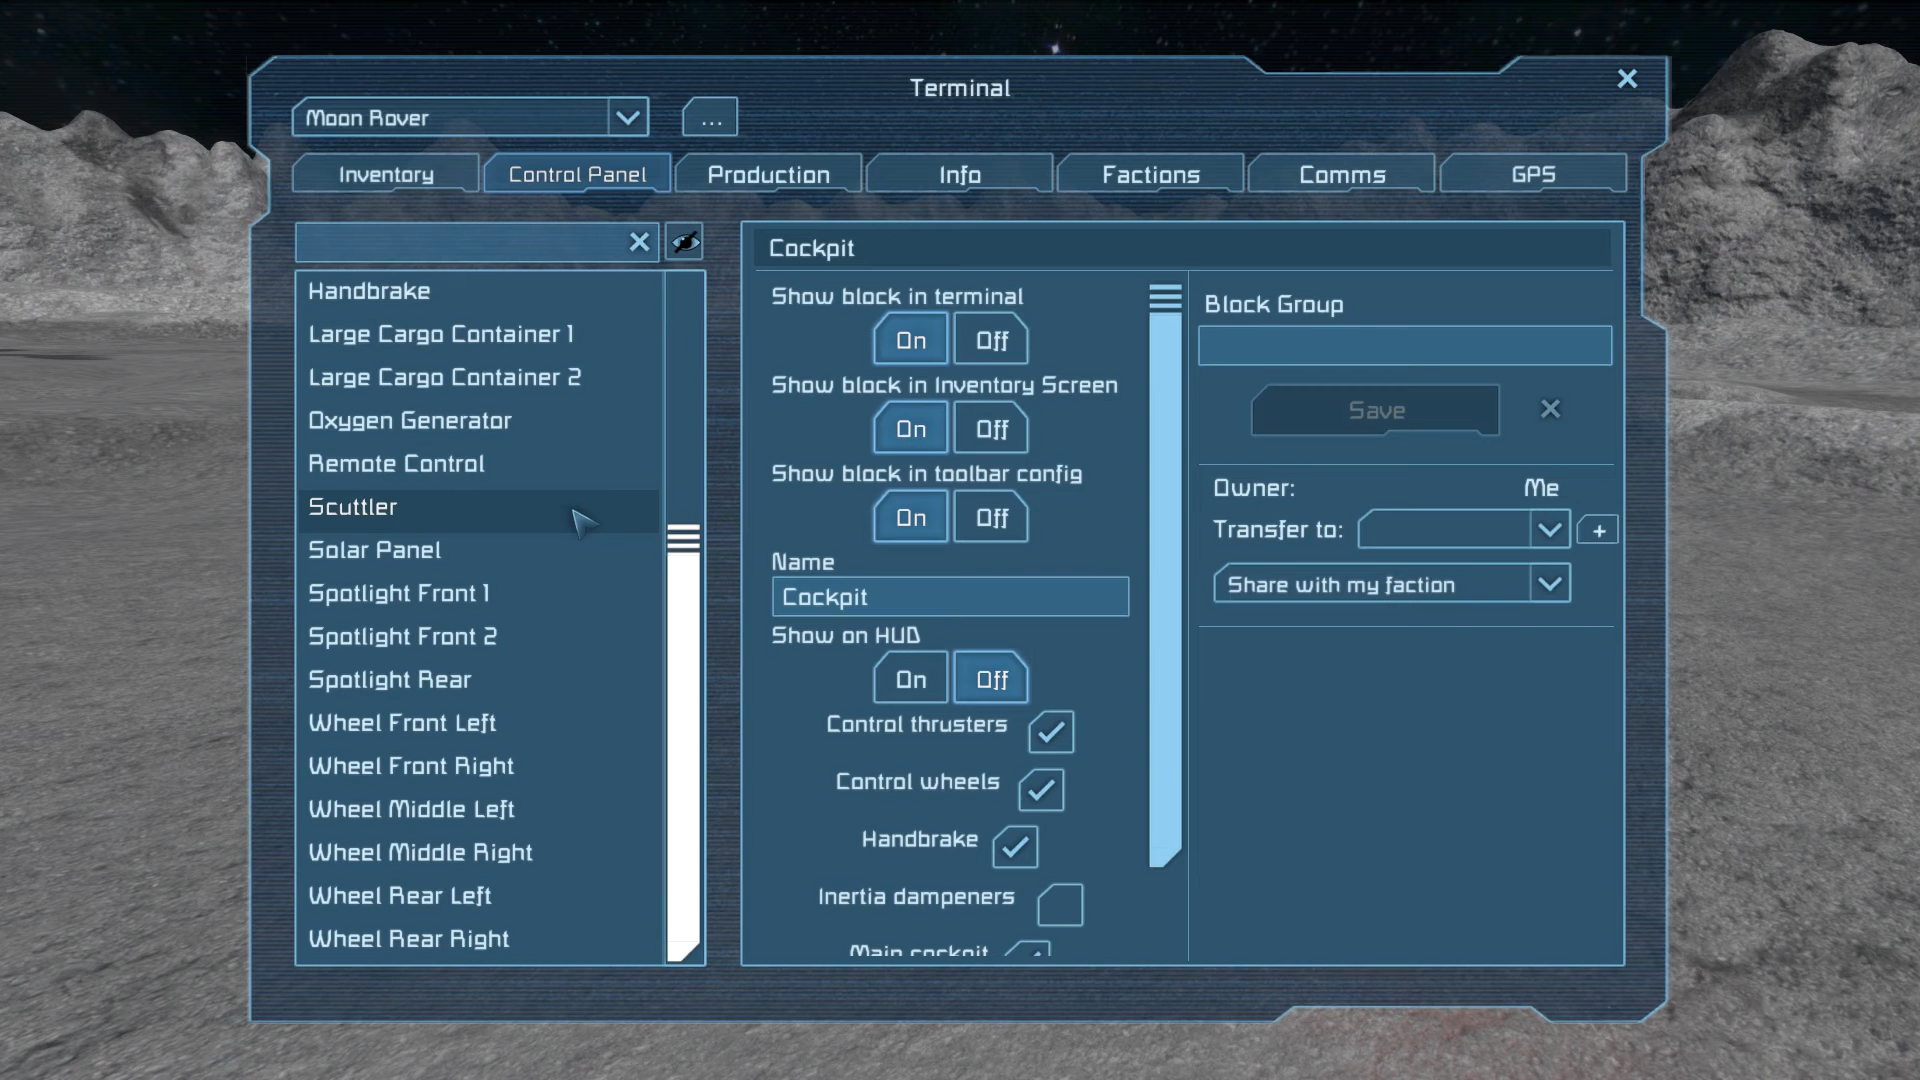 Terminal
Moon Rover
...
Inventory
Control Panel
Production
Info
Factions
Comms
GPS
Handbrake
Large Cargo Container 1
Large Cargo Container 2
Oxygen Generator
Remote Control
Scuttler
Solar Panel
Spotlight Front 1
Spotlight Front 2
Spotlight Rear
Wheel Front Left
Wheel Front Right
Wheel Middle Left
Wheel Middle Right
Wheel Rear Left
Wheel Rear Right
Cockpit
Show block in terminal
On Off
Show block in Inventory Screen
On Off
Show block in toolbar config
On Off
Name
Cockpit
Show on HUD
On Off
Control thrusters
Control wheels
Handbrake
Inertia dampeners
Main cockpit
Block Group
Save
Owner: Me
Transfer to:
+
Share with my faction